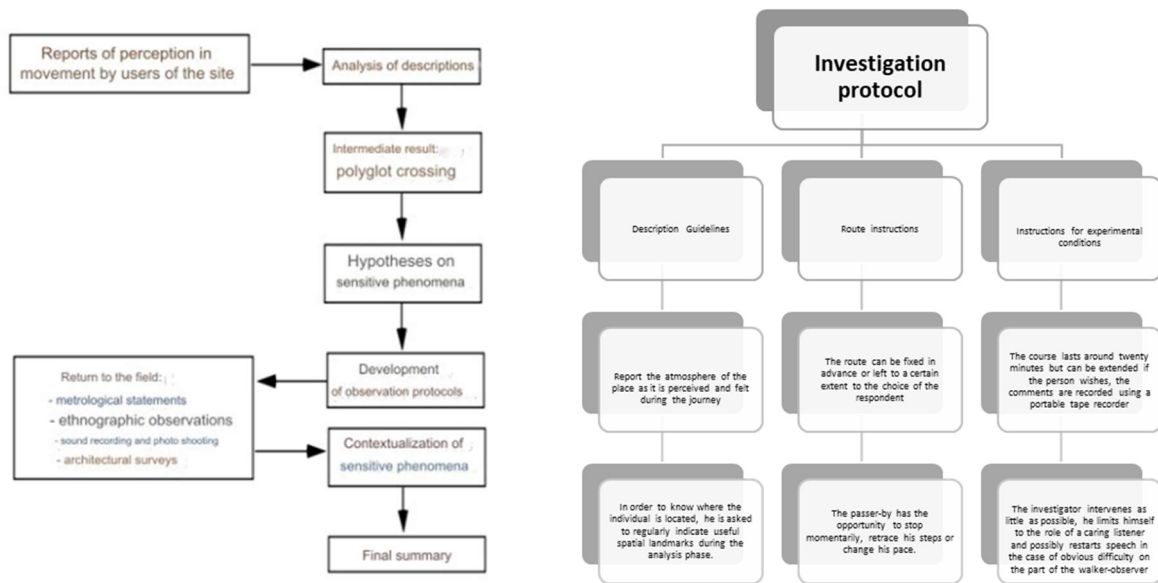 Reports of perception in
movement by users of the site
Analysis of descriptions
Intermediate result:
polyglot crossing
Hypotheses on
sensitive phenomena
Development
of observation protocols
Return to the field:
- metrological statements
- ethnographic observations
- sound recording and photo shooting
- architectural surveys
Contextualization of
sensitive phenomena
Final summary
Investigation
protocol
Description Guidelines
Report the atmosphere of the
place as it is perceived and felt
during the journey
In order to know where the
individual is located, he is asked
to regularly indicate useful
spatial landmarks during the
analysis phase.
Route instructions
The route can be fixed in
advance or left to a certain
extent to the choice of the
respondent
The passer-by has the
opportunity to stop
momentarily, retrace his steps or
change his pace.
Instructions for experimental
conditions
The course lasts around twenty
minutes but can be extended if
the person wishes, the
comments are recorded using a
portable tape recorder
The investigator intervenes as
little as possible, he limits himself
to the role of a caring listener
and possibly restarts speech in
the case of obvious difficulty on
the part of the walker-observer